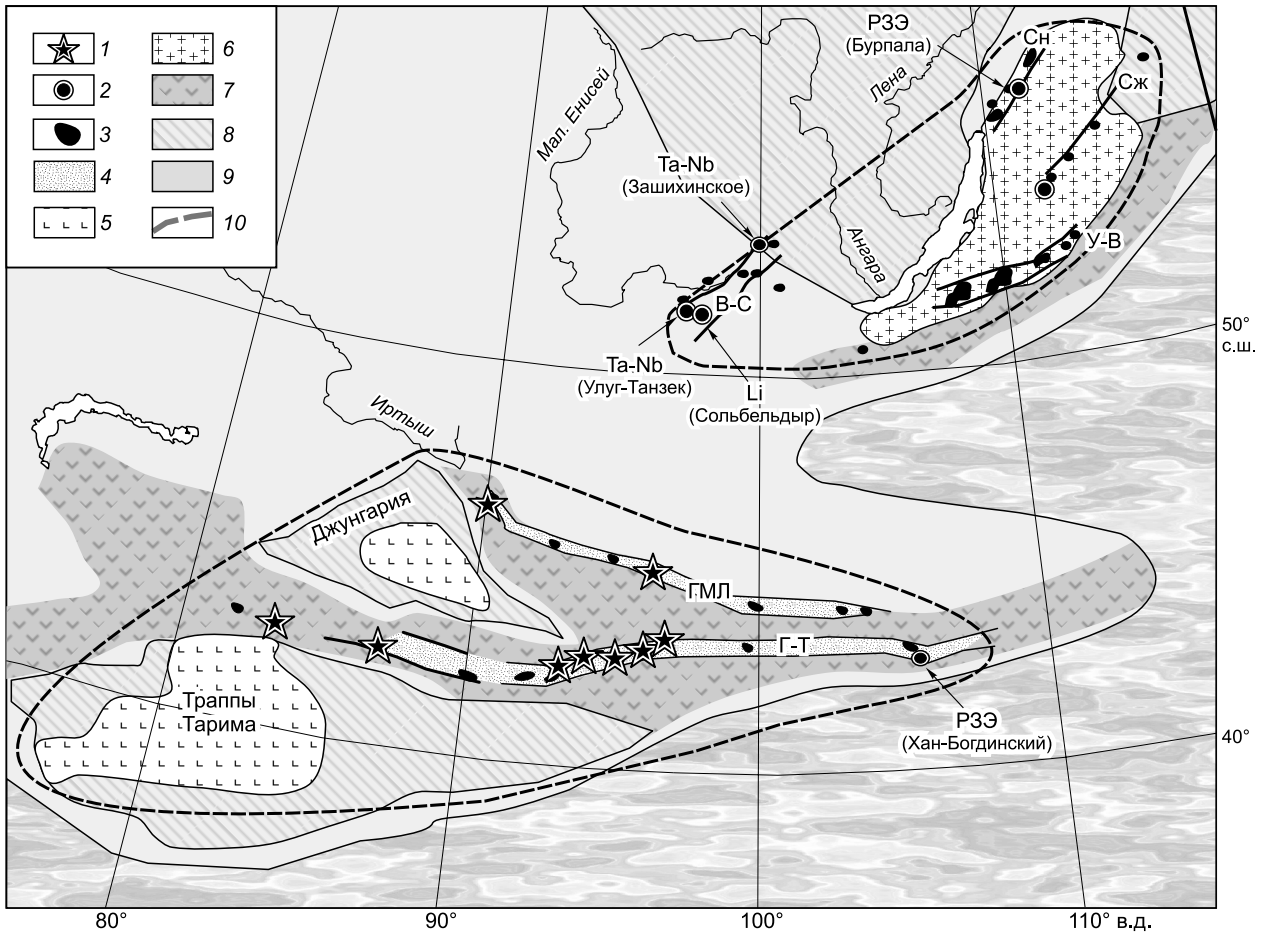 1
2
3
4
5
6
7
8
9
10
РЗЭ
(Бурпала)
Сн
Сж
Лена
Мал. Енисей
Ta-Nb
(Зашихинское)
Ангара
У-В
В-С
50°
с.ш.
Ta-Nb
(Улуг-Танзек)
Li
(Сольбельдыр)
Иртыш
Джунгария
ГМЛ
Г-Т
Траппы
Тарима
РЗЭ
(Хан-Богдинский)
40°
80°
90°
100°
110° в.д.